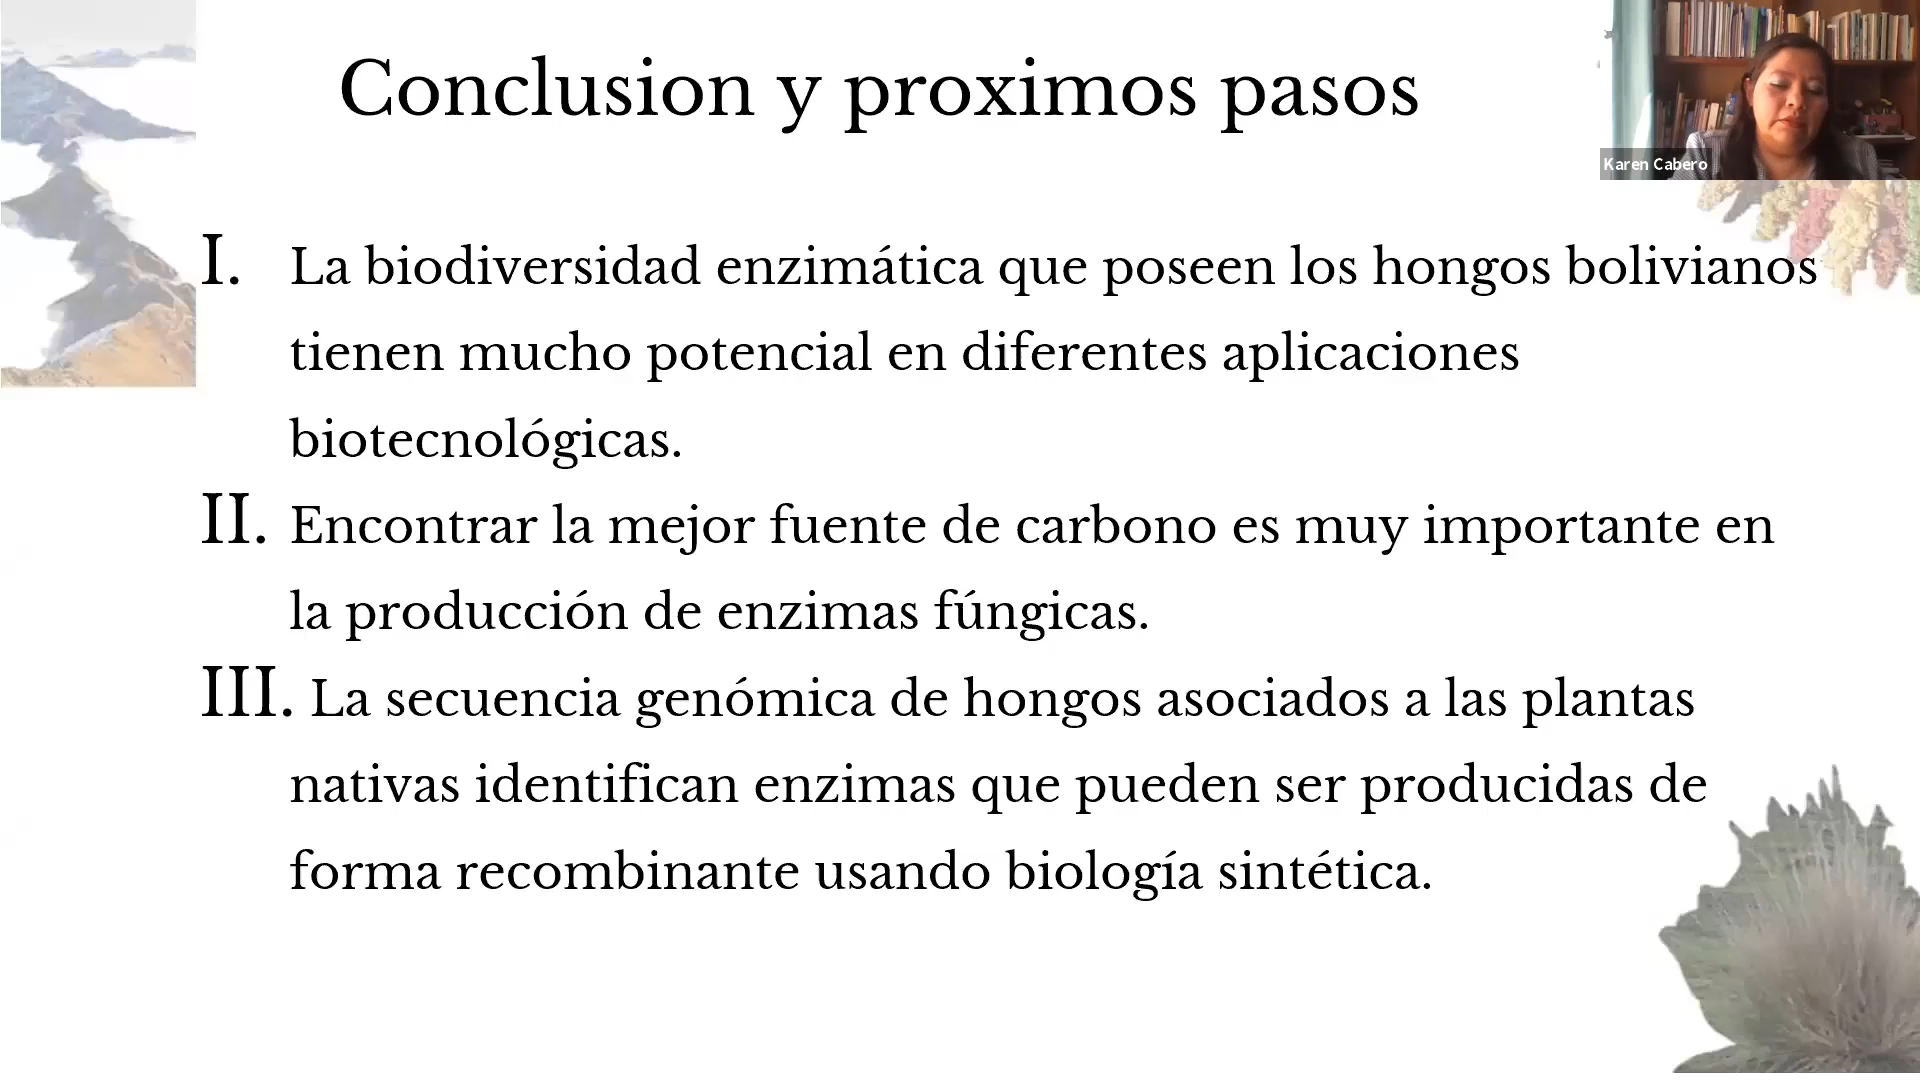 Conclusion y proximos pasos
Karen Cabero
I. La biodiversidad enzimática que poseen los hongos bolivianos
tienen mucho potencial en diferentes aplicaciones
biotecnológicas.
II. Encontrar la mejor fuente de carbono es muy importante en
la producción de enzimas fúngicas.
III. La secuencia genómica de hongos asociados a las plantas
nativas identifican enzimas que pueden ser producidas de
forma recombinante usando biología sintética.